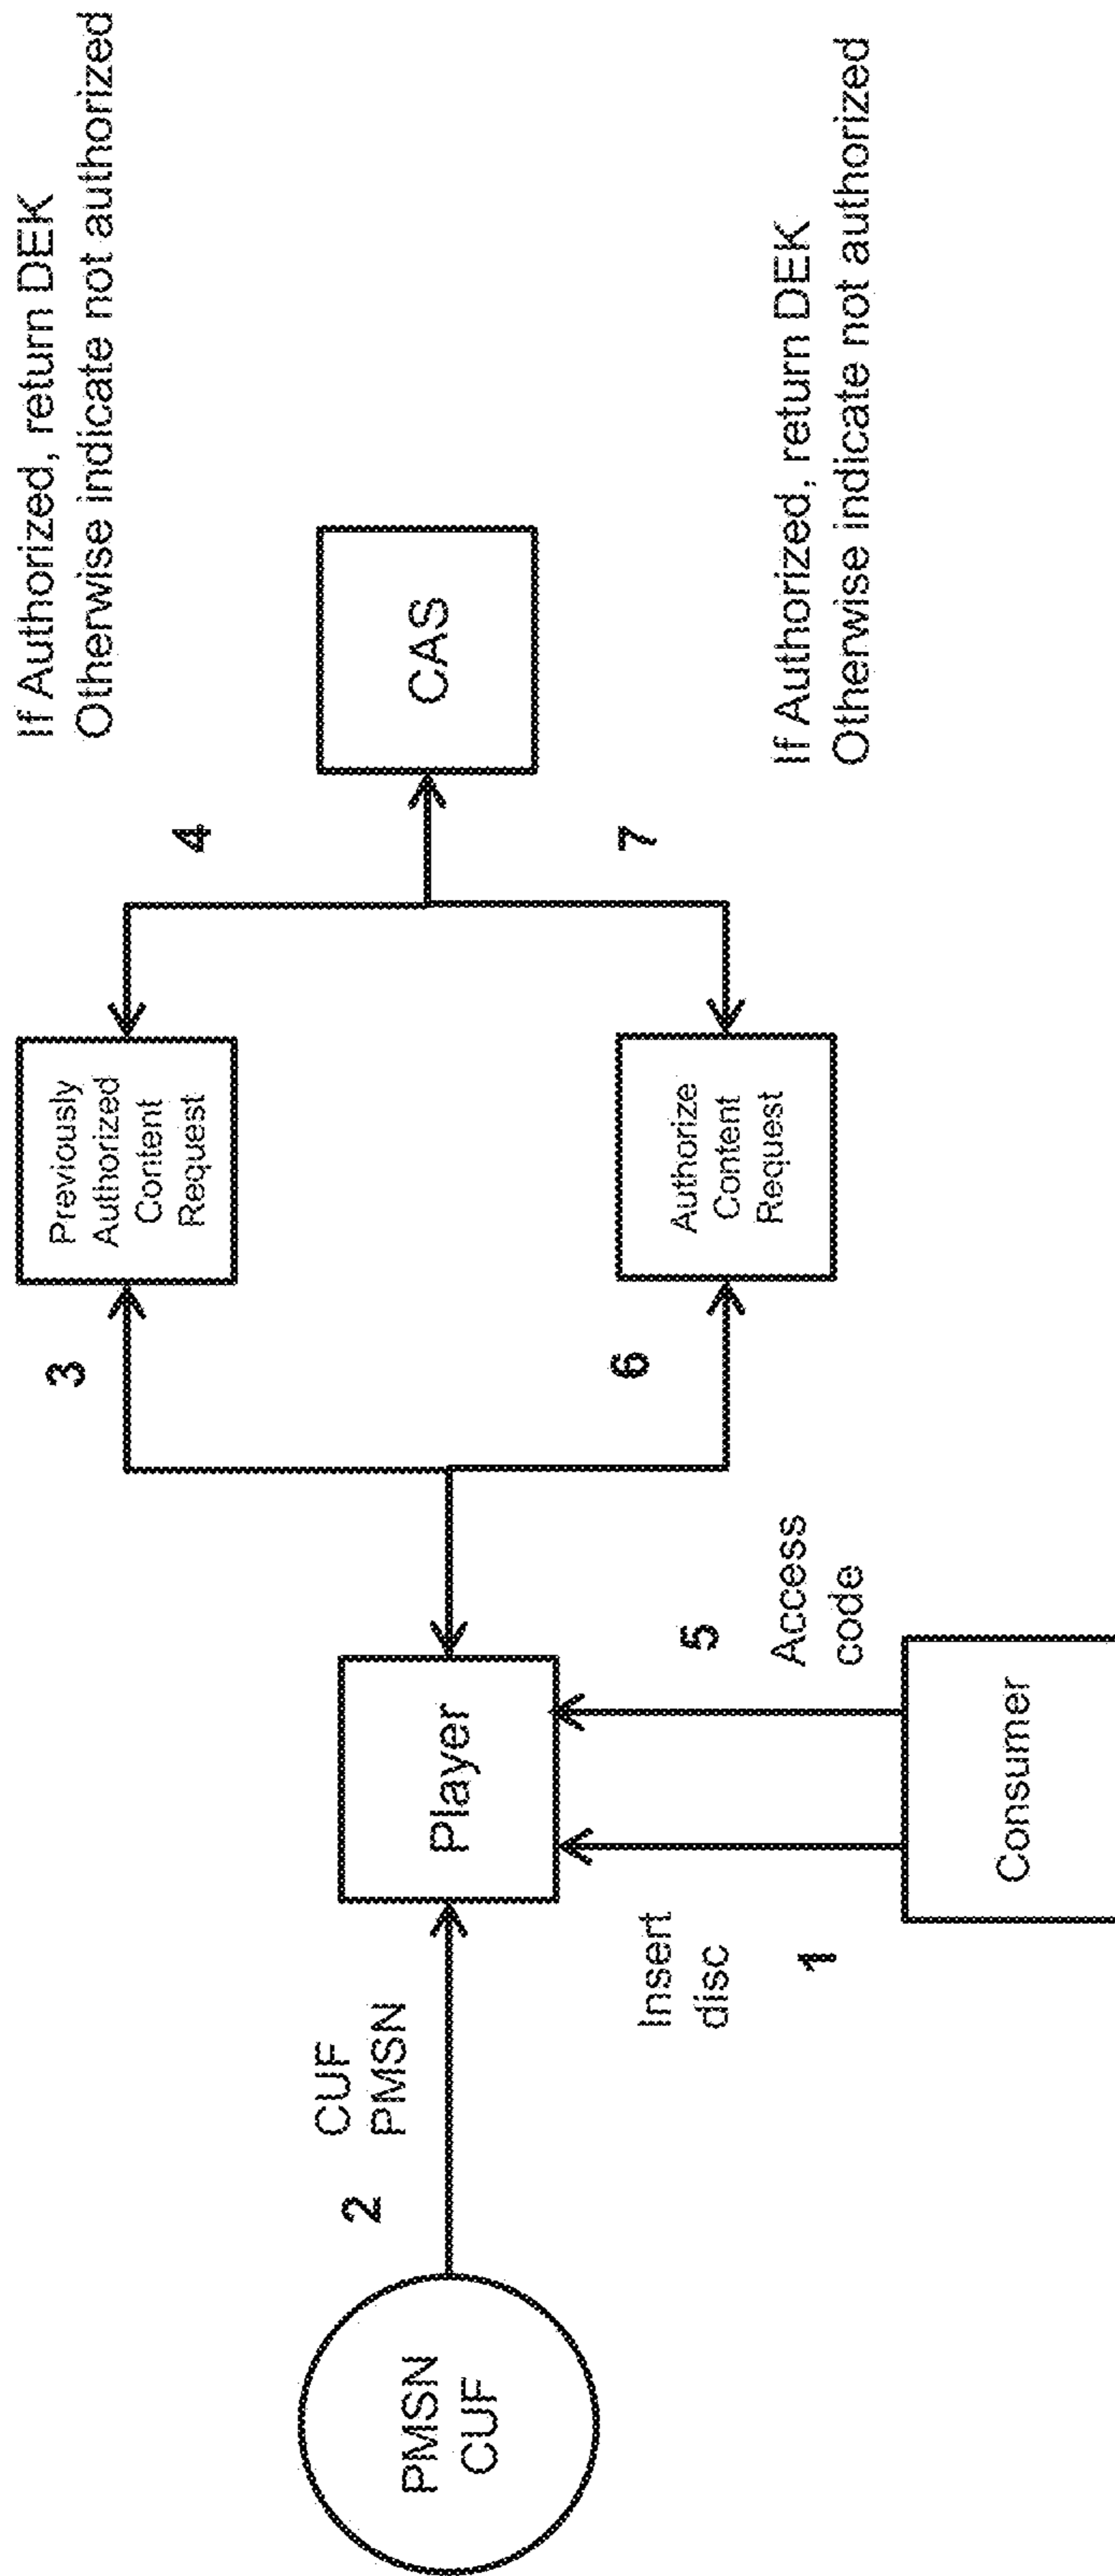 PMSN
CUF
2
CUF
PMSN
Insert
disc
1
Player
5
Access
code
Consumer
3
6
Previously
Authorized
Content
Request
Authorize
Content
Request
4
7
CAS
If Authorized, return DEK
Otherwise indicate not authorized
If Authorized, return DEK
Otherwise indicate not authorized